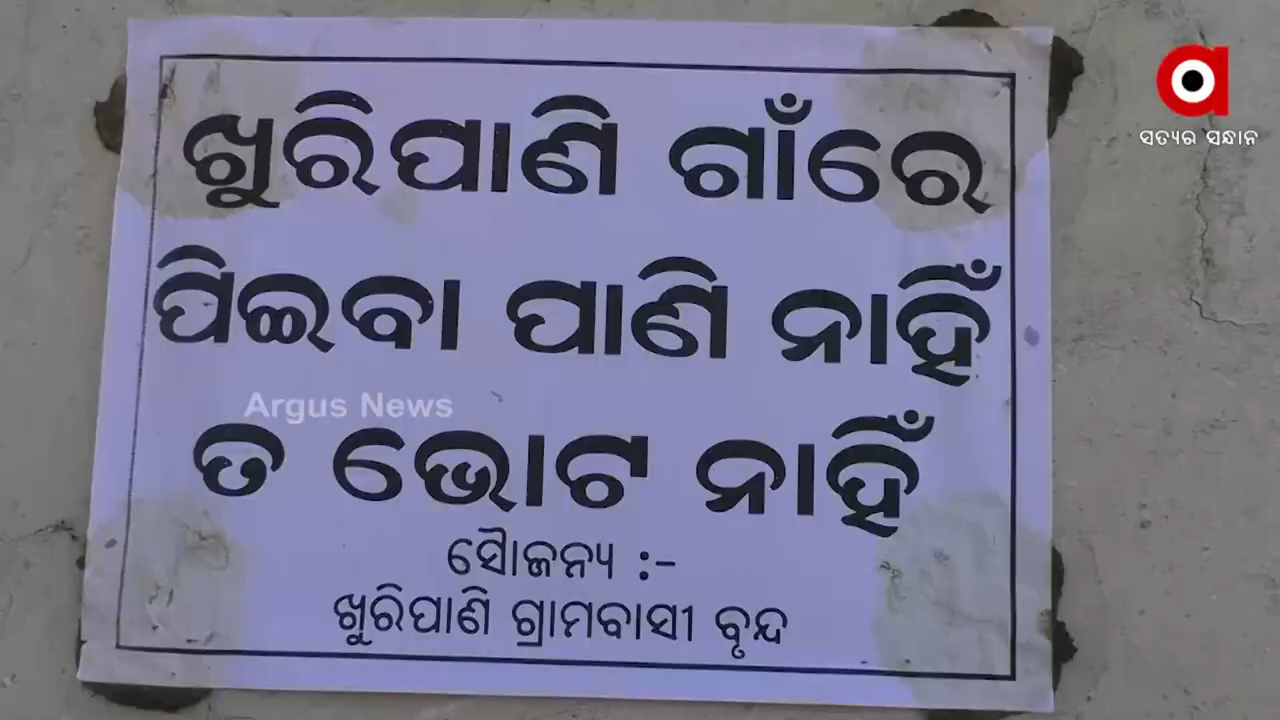 ଖୁରିପାଣି ଗାଁରେ
ପିଇବା ପାଣି ନାହିଁ
ତ ଭୋଟ ନାହିଁ
ସୌଜନ୍ୟ :-
ଖୁରିପାଣି ଗ୍ରାମବାସୀ ବୃନ୍ଦ
Argus News
ସତ୍ୟର ସନ୍ଧାନ